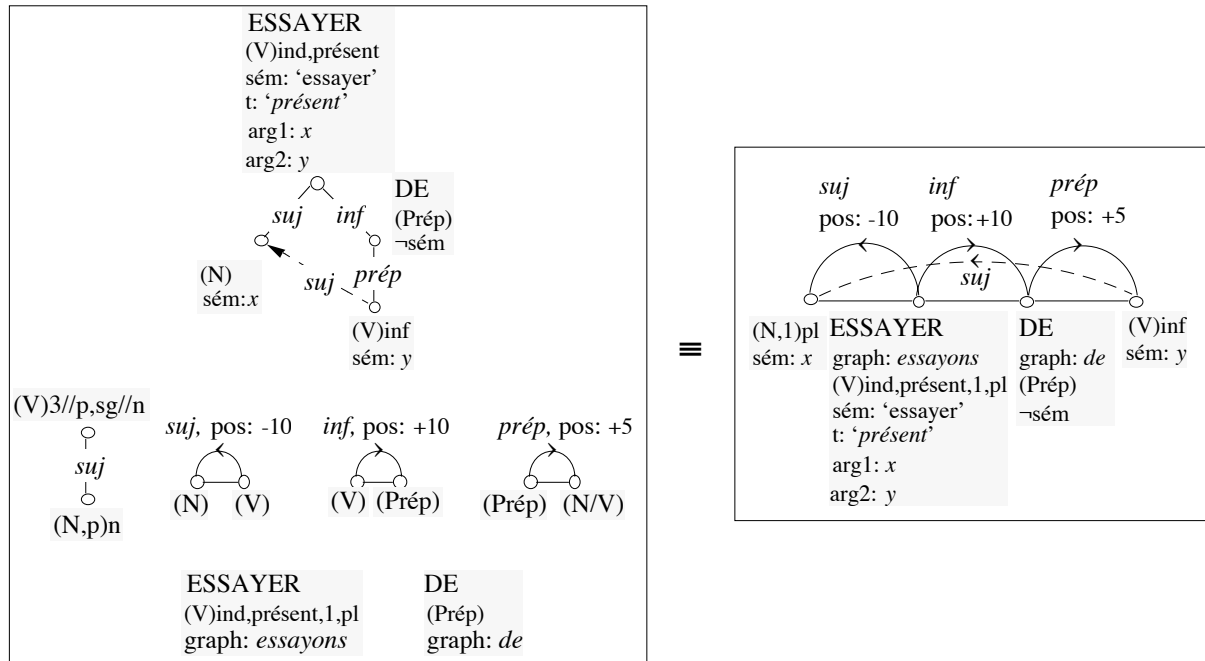 ESSAYER
(V)ind,présent
sém: ‘essayer’
t: ‘présent’
arg1: x
arg2: y
suj
inf
DE
(Prép)
¬sém
(N)
sém:x
suj
prép
(V)inf
sém: y
(V)3//p,sg//n
suj
(N,p)n
suj, pos: -10
(N) (V)
inf, pos: +10
(V) (Prép)
prép, pos: +5
(Prép) (N/V)
ESSAYER
(V)ind,présent,1,pl
graph: essayons
DE
(Prép)
graph: de
≡
suj
pos: -10
inf
pos:+10
prép
pos: +5
suj
(N,1)pl
sém: x
ESSAYER
graph: essayons
(V)ind,présent,1,pl
sém: ‘essayer’
t: ‘présent’
arg1: x
arg2: y
DE
graph: de
(Prép)
¬sém
(V)inf
sém: y